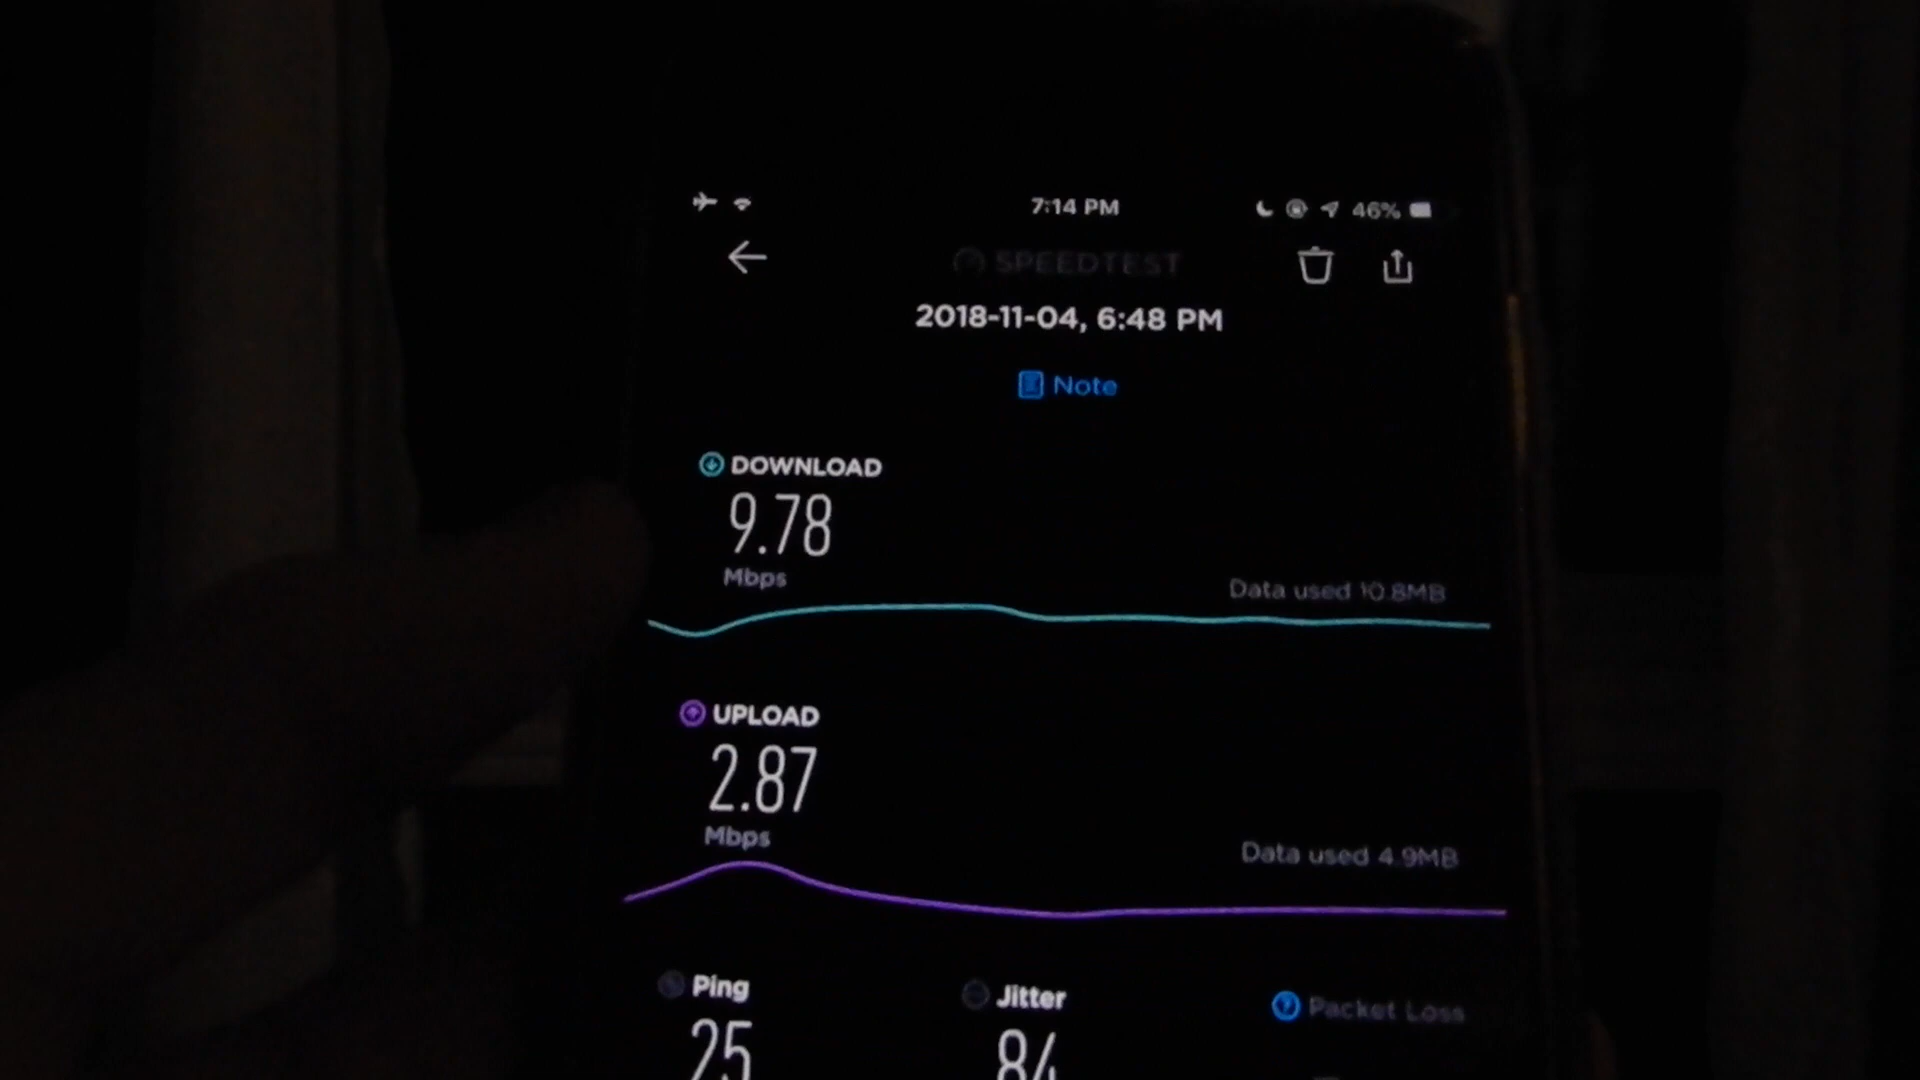 7:14 PM 46%
SPEEDTEST
2018-11-04, 6:48 PM
Note
DOWNLOAD
9.78
Mbps
Data used 10.8MB
UPLOAD
2.87
Mbps
Data used 4.9MB
Ping Jitter Packet Loss
25 84